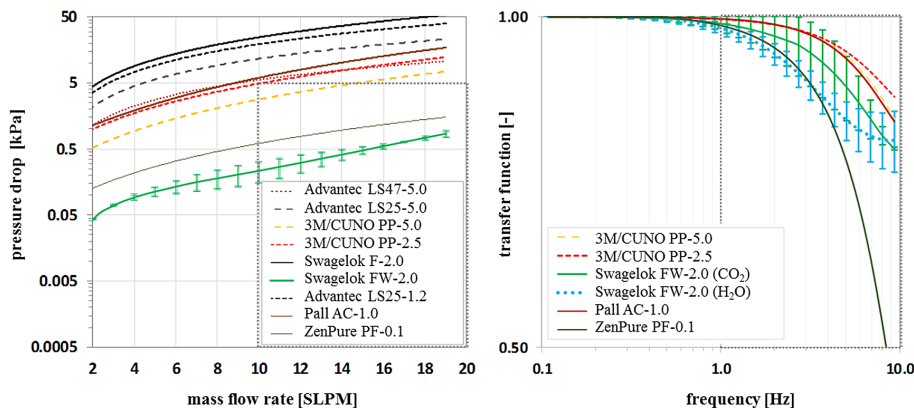 pressure drop [kPa]
50
5
0.5
0.05
0.005
0.0005
2 4 6 8 10 12 14 16 18 20
mass flow rate [SLPM]
Advantec LS47-5.0
Advantec LS25-5.0
3M/CUNO PP-5.0
3M/CUNO PP-2.5
Swagelok F-2.0
Swagelok FW-2.0
Advantec LS25-1.2
Pall AC-1.0
ZenPure PF-0.1
transfer function [-]
1.00
0.50
0.1 1.0 10.0
frequency [Hz]
3M/CUNO PP-5.0
3M/CUNO PP-2.5
Swagelok FW-2.0 (CO₂)
Swagelok FW-2.0 (H₂O)
Pall AC-1.0
ZenPure PF-0.1